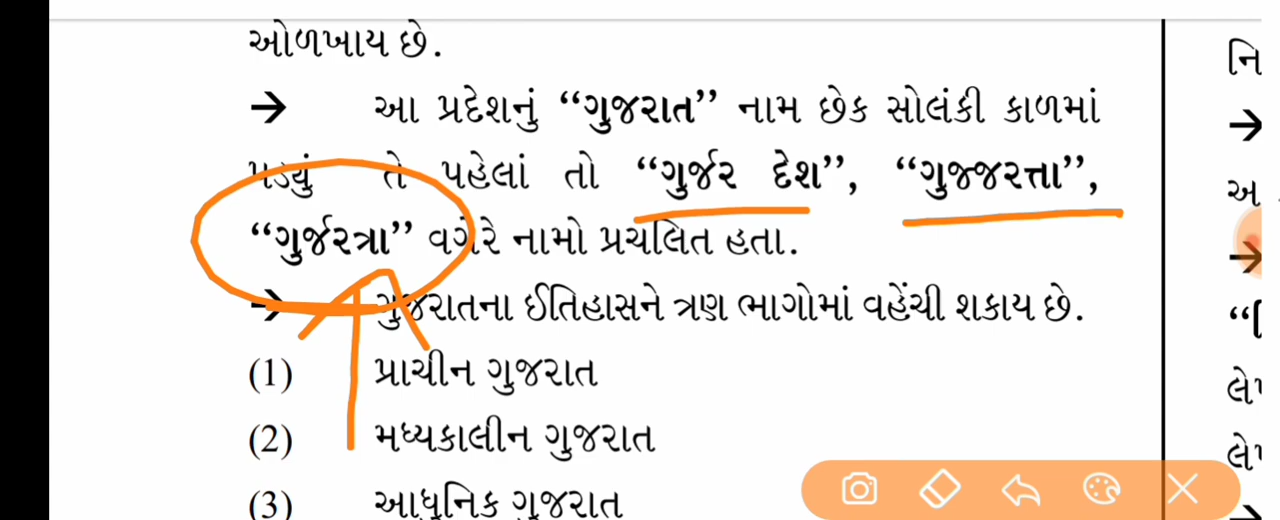 ઓળખાય છે.
→ આ પ્રદેશનું “ગુજરાત” નામ છેક સોલંકી કાળમાં
પડ્યું તે પહેલાં તો “ગુર્જર દેશ”, “ગુજ્જરત્તા”,
“ગુર્જરત્રા” વગેરે નામો પ્રચલિત હતા.
→ ગુજરાતના ઈતિહાસને ત્રણ ભાગોમાં વહેંચી શકાય છે.
(1) પ્રાચીન ગુજરાત
(2) મધ્યકાલીન ગુજરાત
(3) આધુનિક ગુજરાત